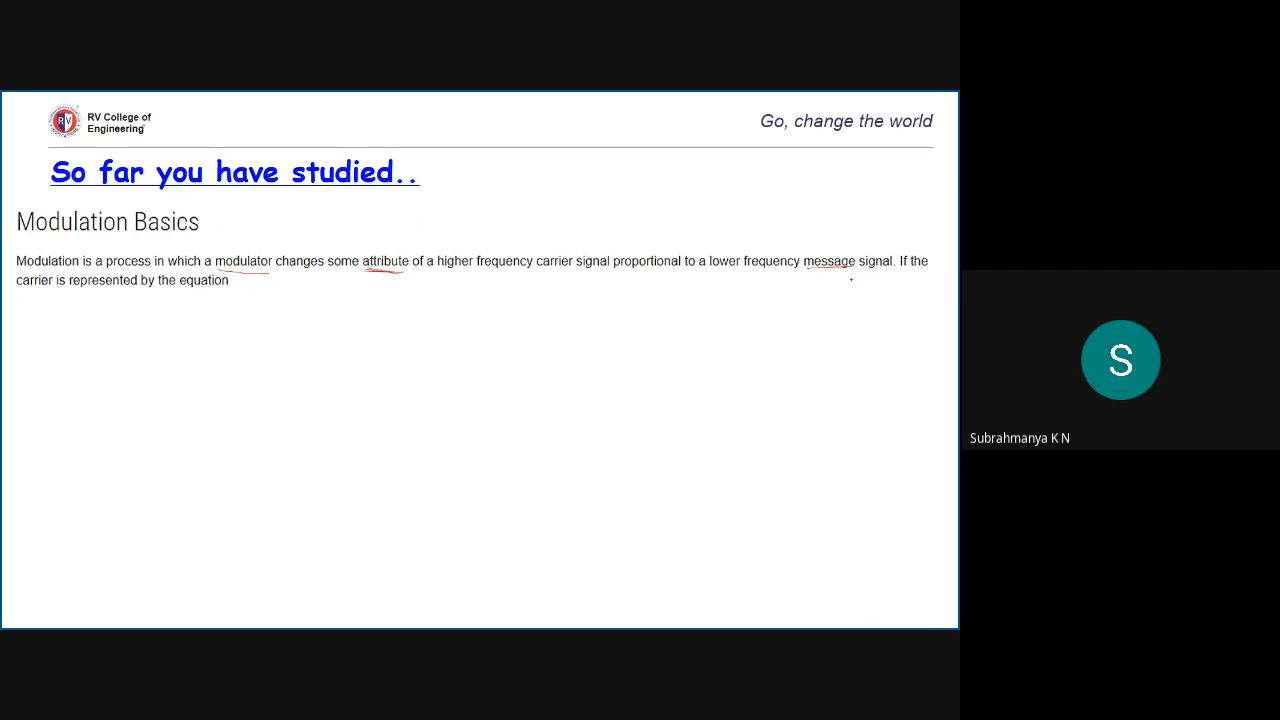 RV College of
Engineering
Go, change the world
So far you have studied..
Modulation Basics
Modulation is a process in which a modulator changes some attribute of a higher frequency carrier signal proportional to a lower frequency message signal. If the
carrier is represented by the equation
S
Subrahmanya K N